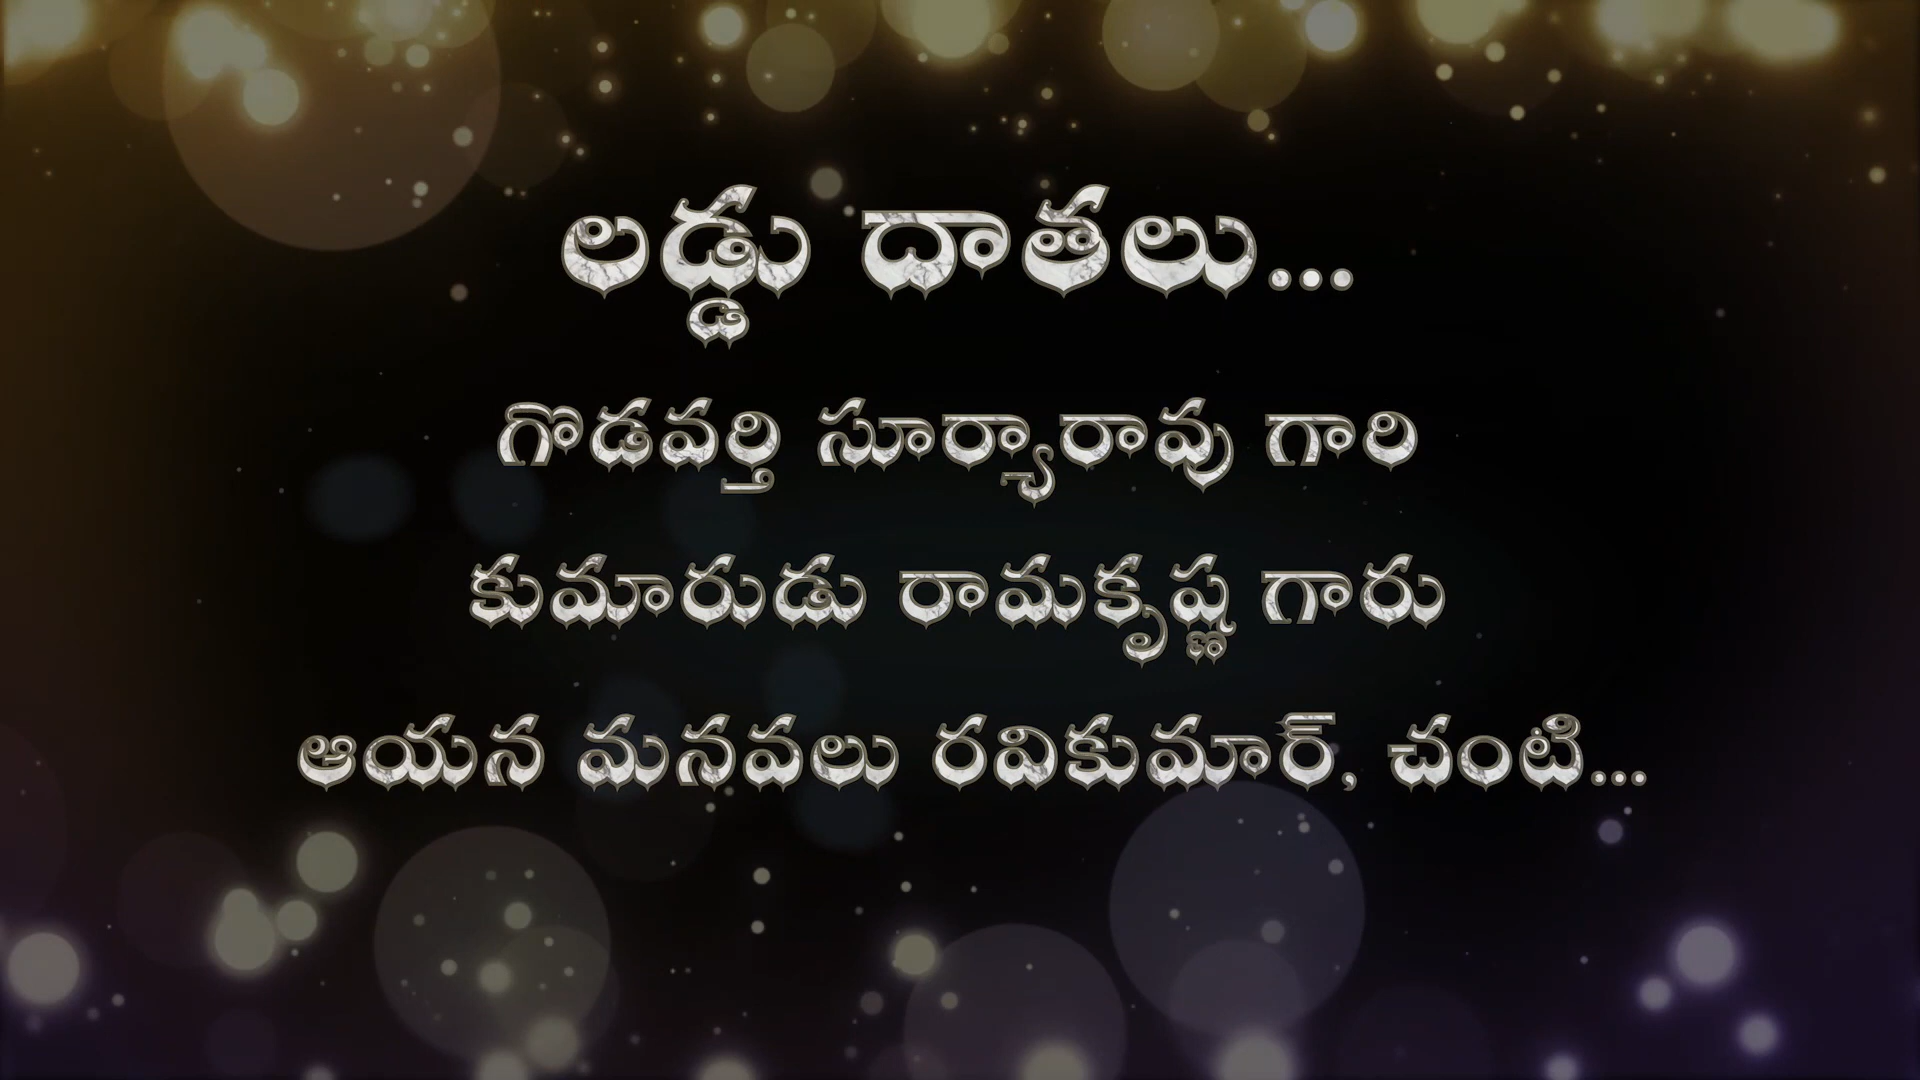 లడ్డు దాతలు...
గొడవర్తి సూర్యారావు గారి
కుమారుడు రామకృష్ణ గారు
ఆయన మనవలు రవికుమార్, చంటి...